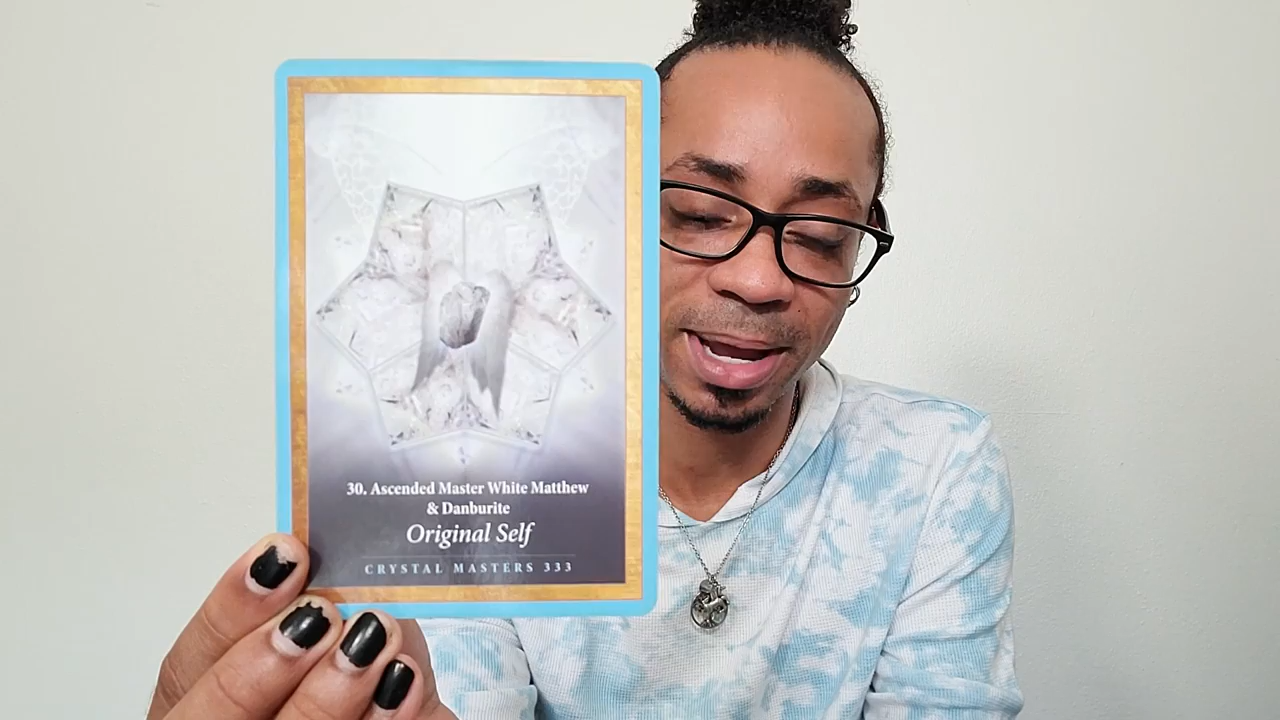 30. Ascended Master White Matthew
& Danburite
Original Self
CRYSTAL MASTERS 333